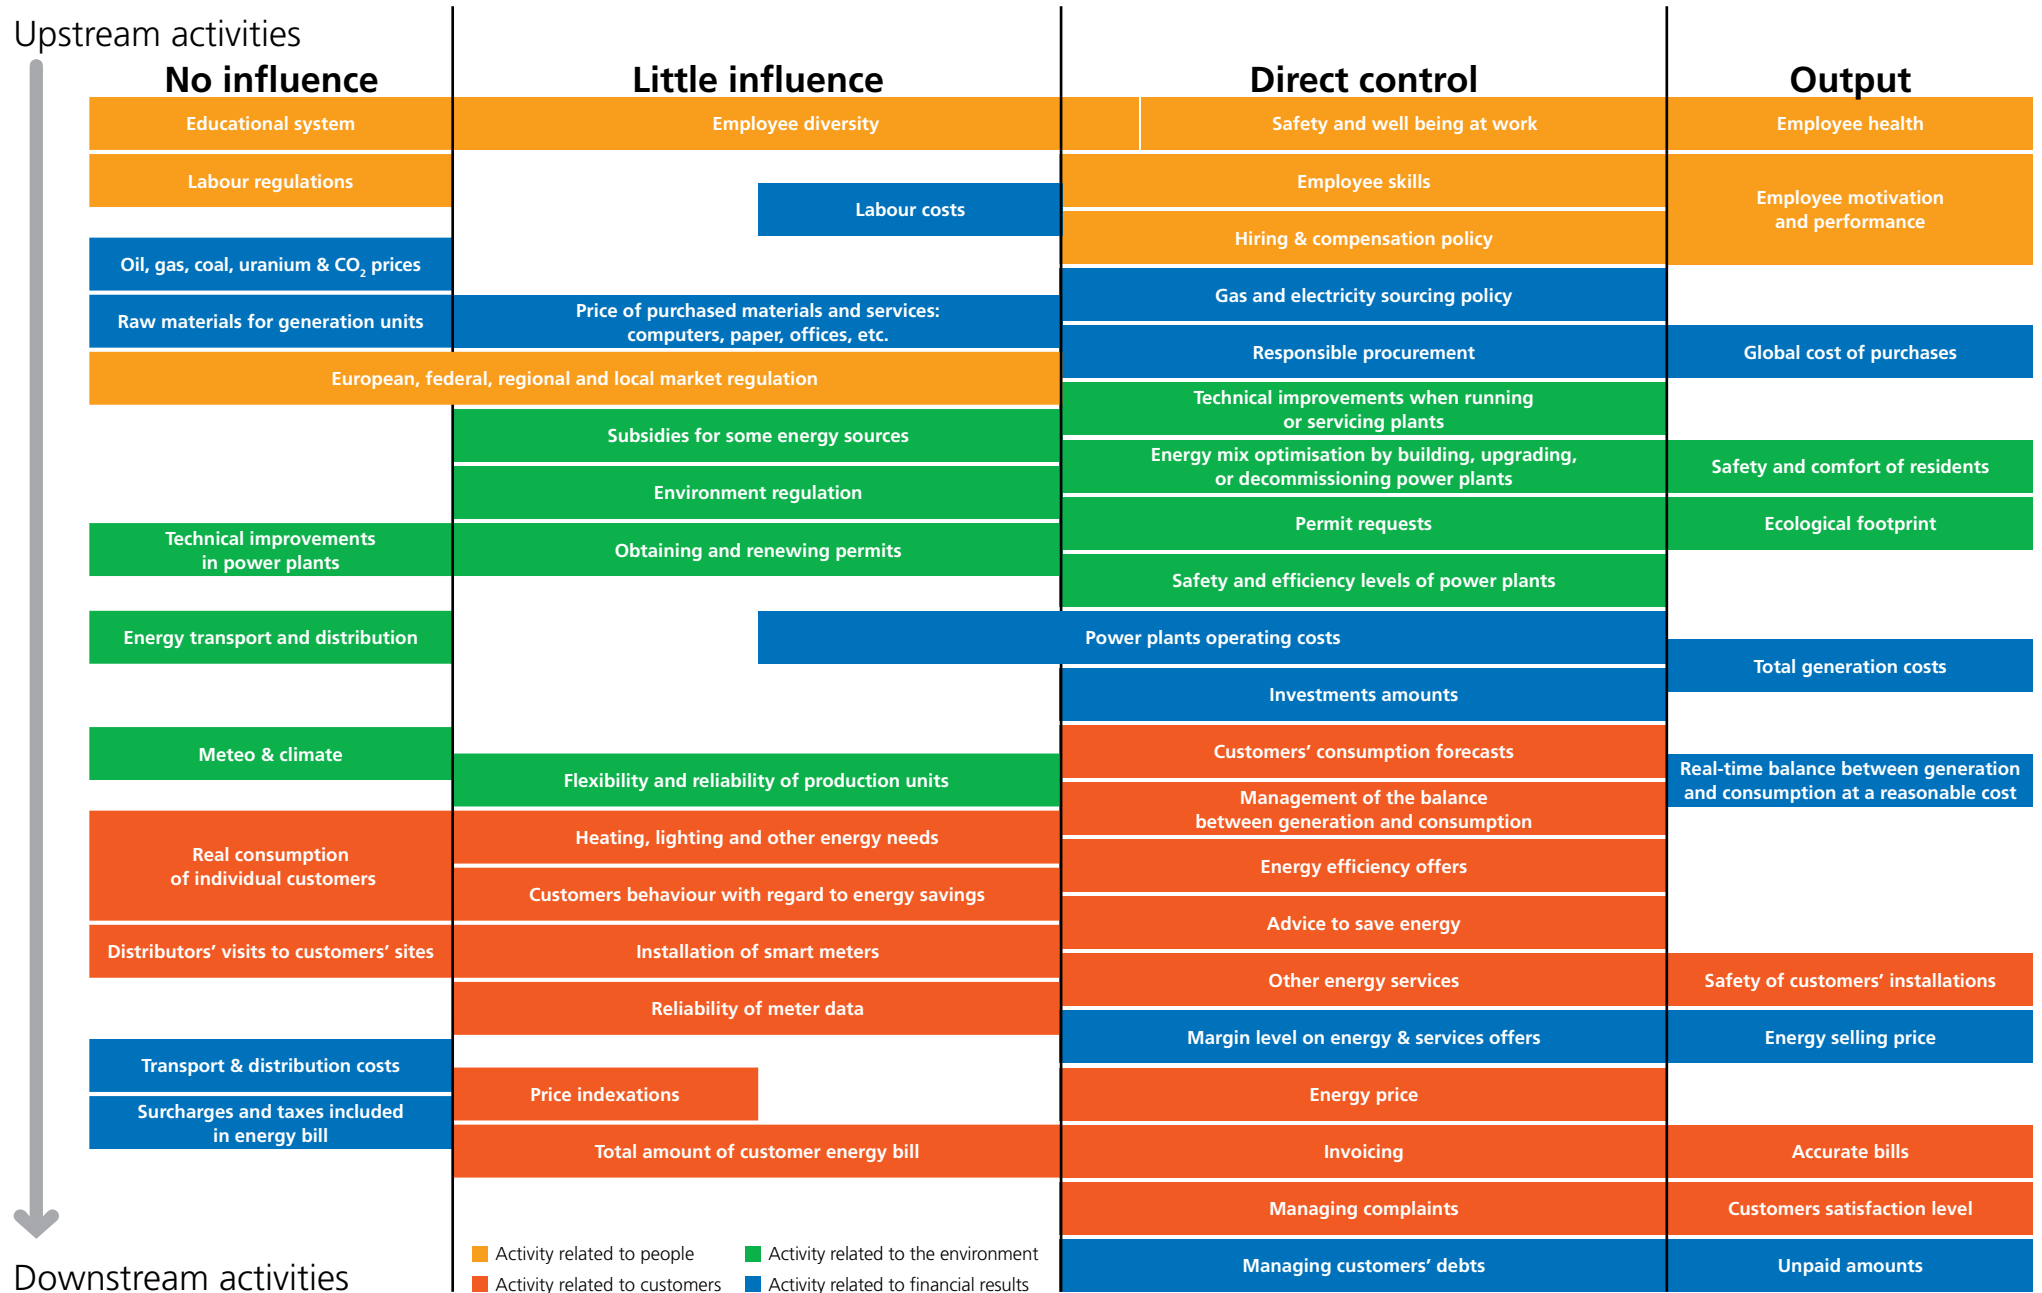 Upstream activities
No influence
Little influence
Direct control
Output
Educational system
Employee diversity
Safety and well being at work
Employee health
Labour regulations
Labour costs
Employee skills
Employee motivation
and performance
Hiring & compensation policy
Oil, gas, coal, uranium & CO₂ prices
Gas and electricity sourcing policy
Raw materials for generation units
Price of purchased materials and services:
computers, paper, offices, etc.
Responsible procurement
Global cost of purchases
European, federal, regional and local market regulation
Technical improvements when running
or servicing plants
Subsidies for some energy sources
Energy mix optimisation by building, upgrading,
or decommissioning power plants
Safety and comfort of residents
Environment regulation
Permit requests
Ecological footprint
Technical improvements
in power plants
Obtaining and renewing permits
Safety and efficiency levels of power plants
Energy transport and distribution
Power plants operating costs
Total generation costs
Investments amounts
Meteo & climate
Customers’ consumption forecasts
Flexibility and reliability of production units
Real-time balance between generation
and consumption at a reasonable cost
Management of the balance
between generation and consumption
Real consumption
of individual customers
Heating, lighting and other energy needs
Energy efficiency offers
Customers behaviour with regard to energy savings
Advice to save energy
Distributors’ visits to customers’ sites
Installation of smart meters
Other energy services
Safety of customers’ installations
Reliability of meter data
Margin level on energy & services offers
Energy selling price
Transport & distribution costs
Price indexations
Energy price
Surcharges and taxes included
in energy bill
Total amount of customer energy bill
Invoicing
Accurate bills
Managing complaints
Customers satisfaction level
Managing customers’ debts
Unpaid amounts
Activity related to people
Activity related to the environment
Activity related to customers
Activity related to financial results
Downstream activities